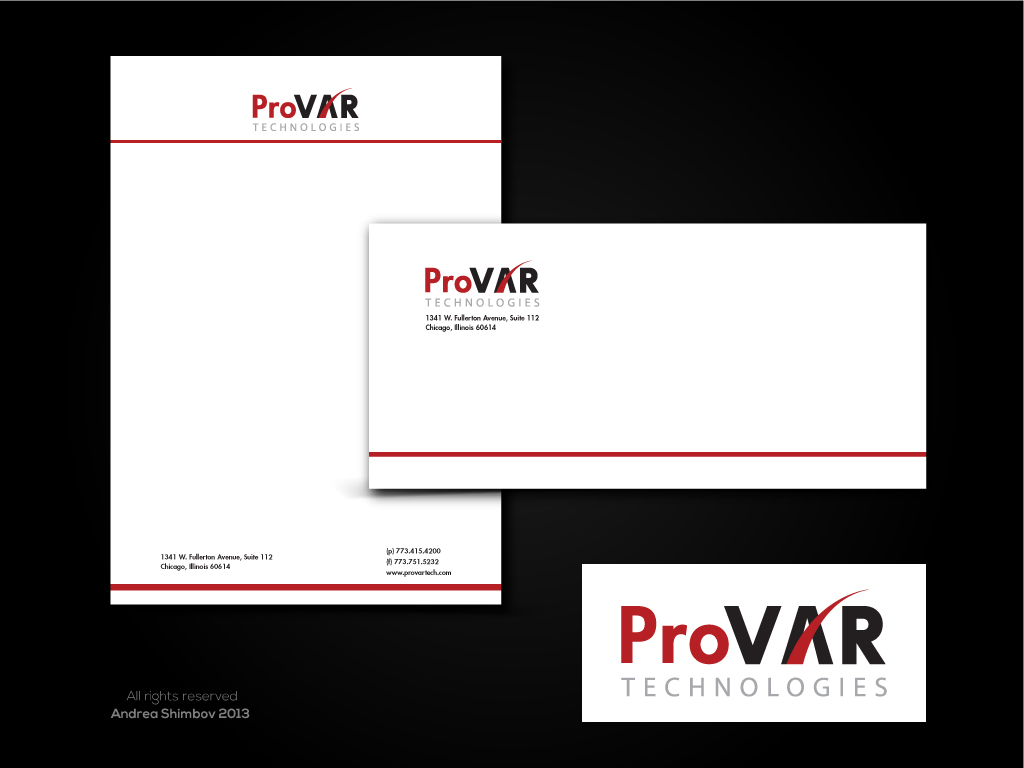 ProVAR
TECHNOLOGIES
ProVAR
TECHNOLOGIES
1341 W. Fullerton Avenue, Suite 112
Chicago, Illinois 60614
1341 W. Fullerton Avenue, Suite 112
Chicago, Illinois 60614
(p) 773.415.4200
(f) 773.751.5232
www.provartech.com
ProVAR
TECHNOLOGIES
All rights reserved
Andrea Shimbov 2013